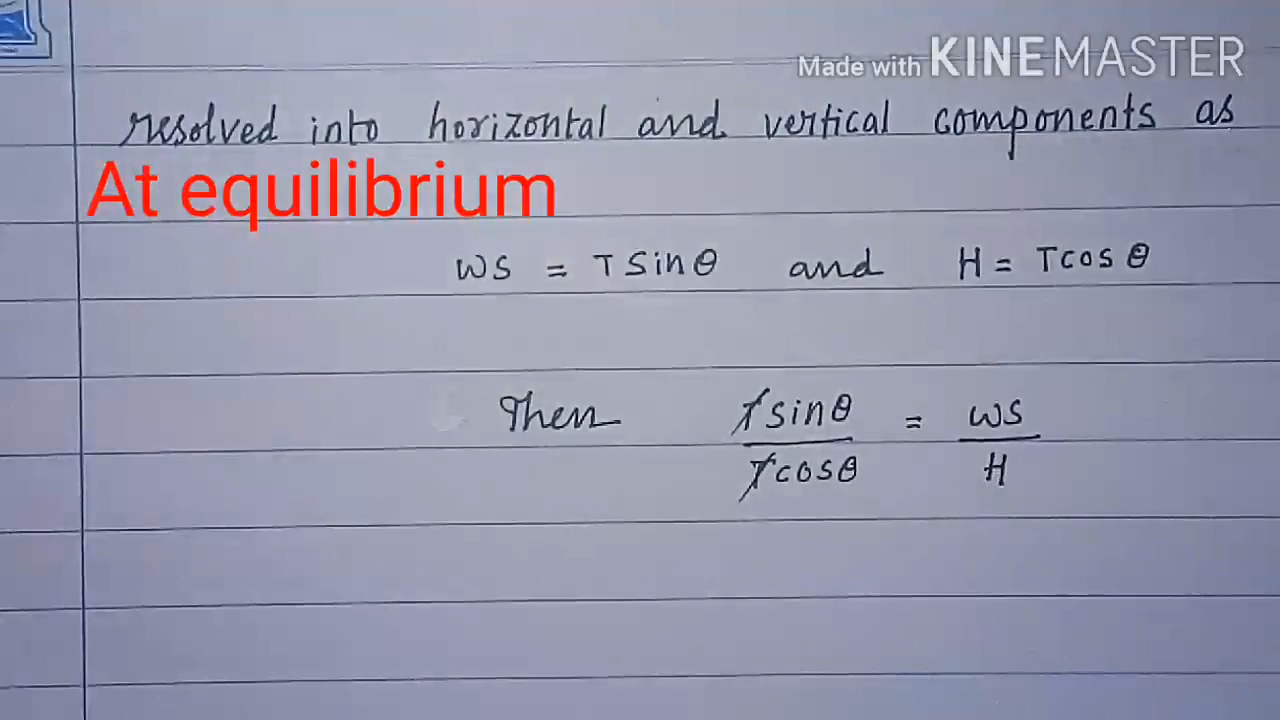 Made with KINEMASTER
resolved into horizontal and vertical components as
At equilibrium
WS = T Sinθ and H = T cos θ
Then T sinθ / T cosθ = WS / H